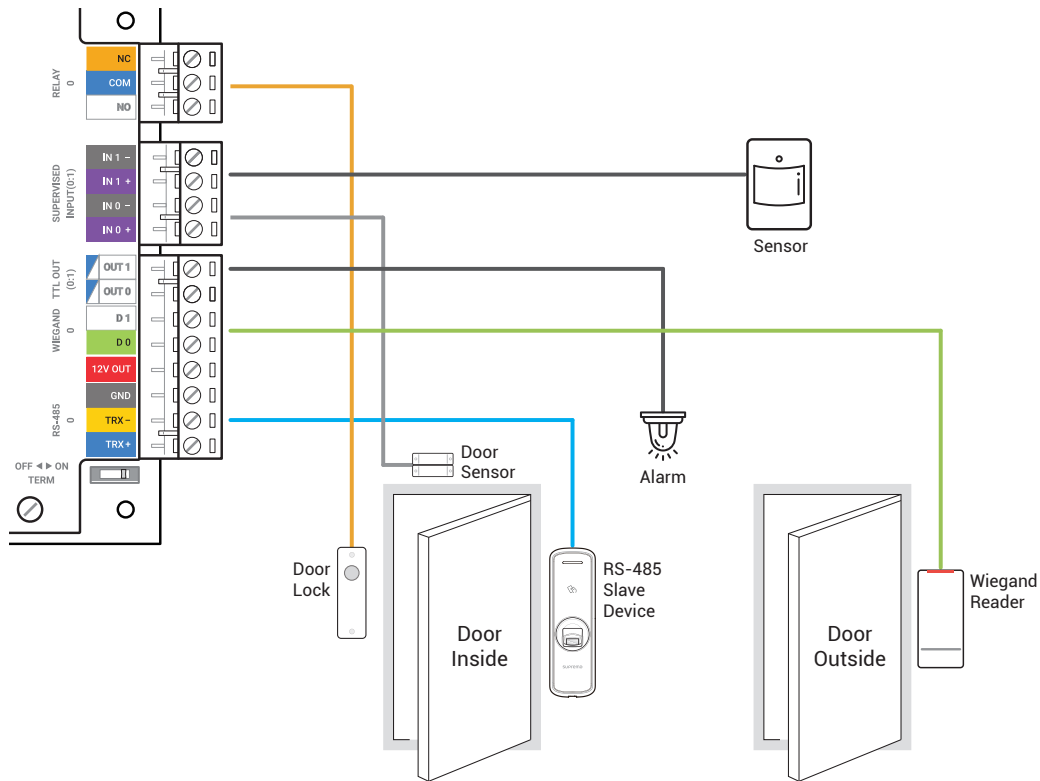 RELAY
0
NC
COM
NO
SUPERVISED
INPUT(0:1)
IN 1 –
IN 1 +
IN 0 –
IN 0 +
TTL OUT
(0:1)
OUT 1
OUT 0
WIEGAND
0
D 1
D 0
12V OUT
GND
RS-485
0
TRX –
TRX +
OFF ◄ ► ON
TERM
Sensor
Alarm
Door
Sensor
Door
Lock
Door
Inside
RS-485
Slave
Device
suprema
Door
Outside
Wiegand
Reader